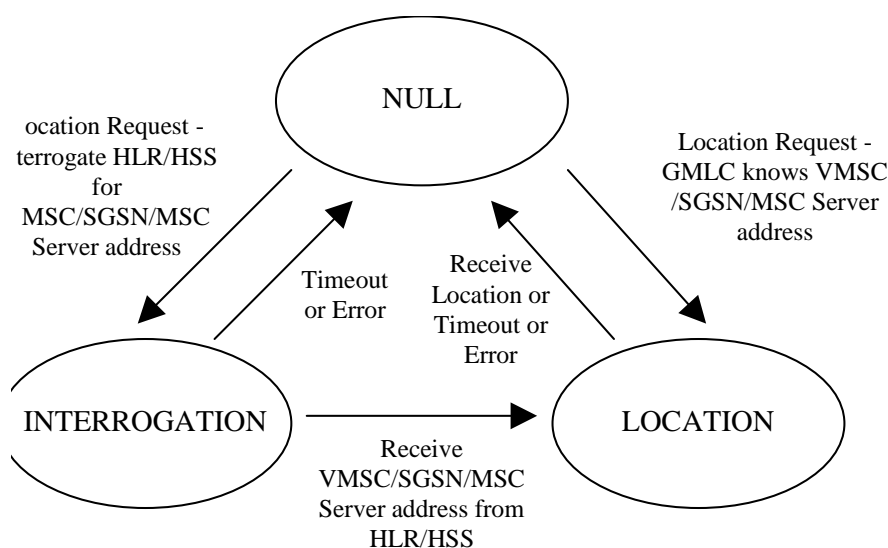 NULL
ocation Request -
terrogate HLR/HSS
for
MSC/SGSN/MSC
Server address
Location Request -
GMLC knows VMSC
/SGSN/MSC Server
address
Timeout
or Error
Receive
Location or
Timeout or
Error
INTERROGATION
LOCATION
Receive
VMSC/SGSN/MSC
Server address from
HLR/HSS